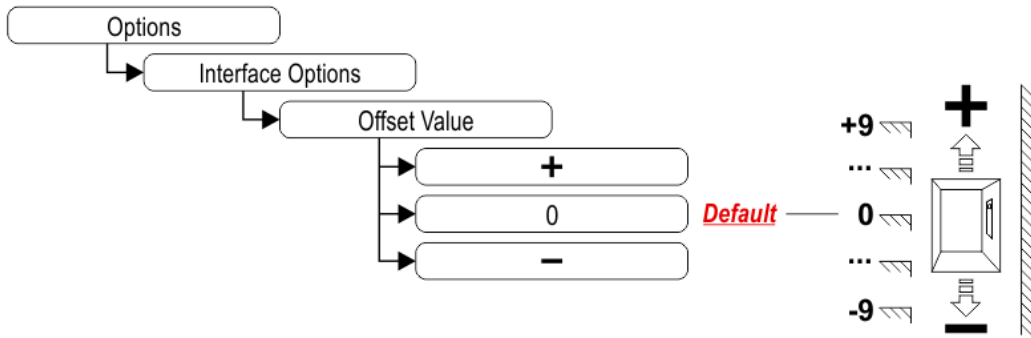 Options
Interface Options
Offset Value
+
0
−
Default
+
+9
...
0
...
-9
−